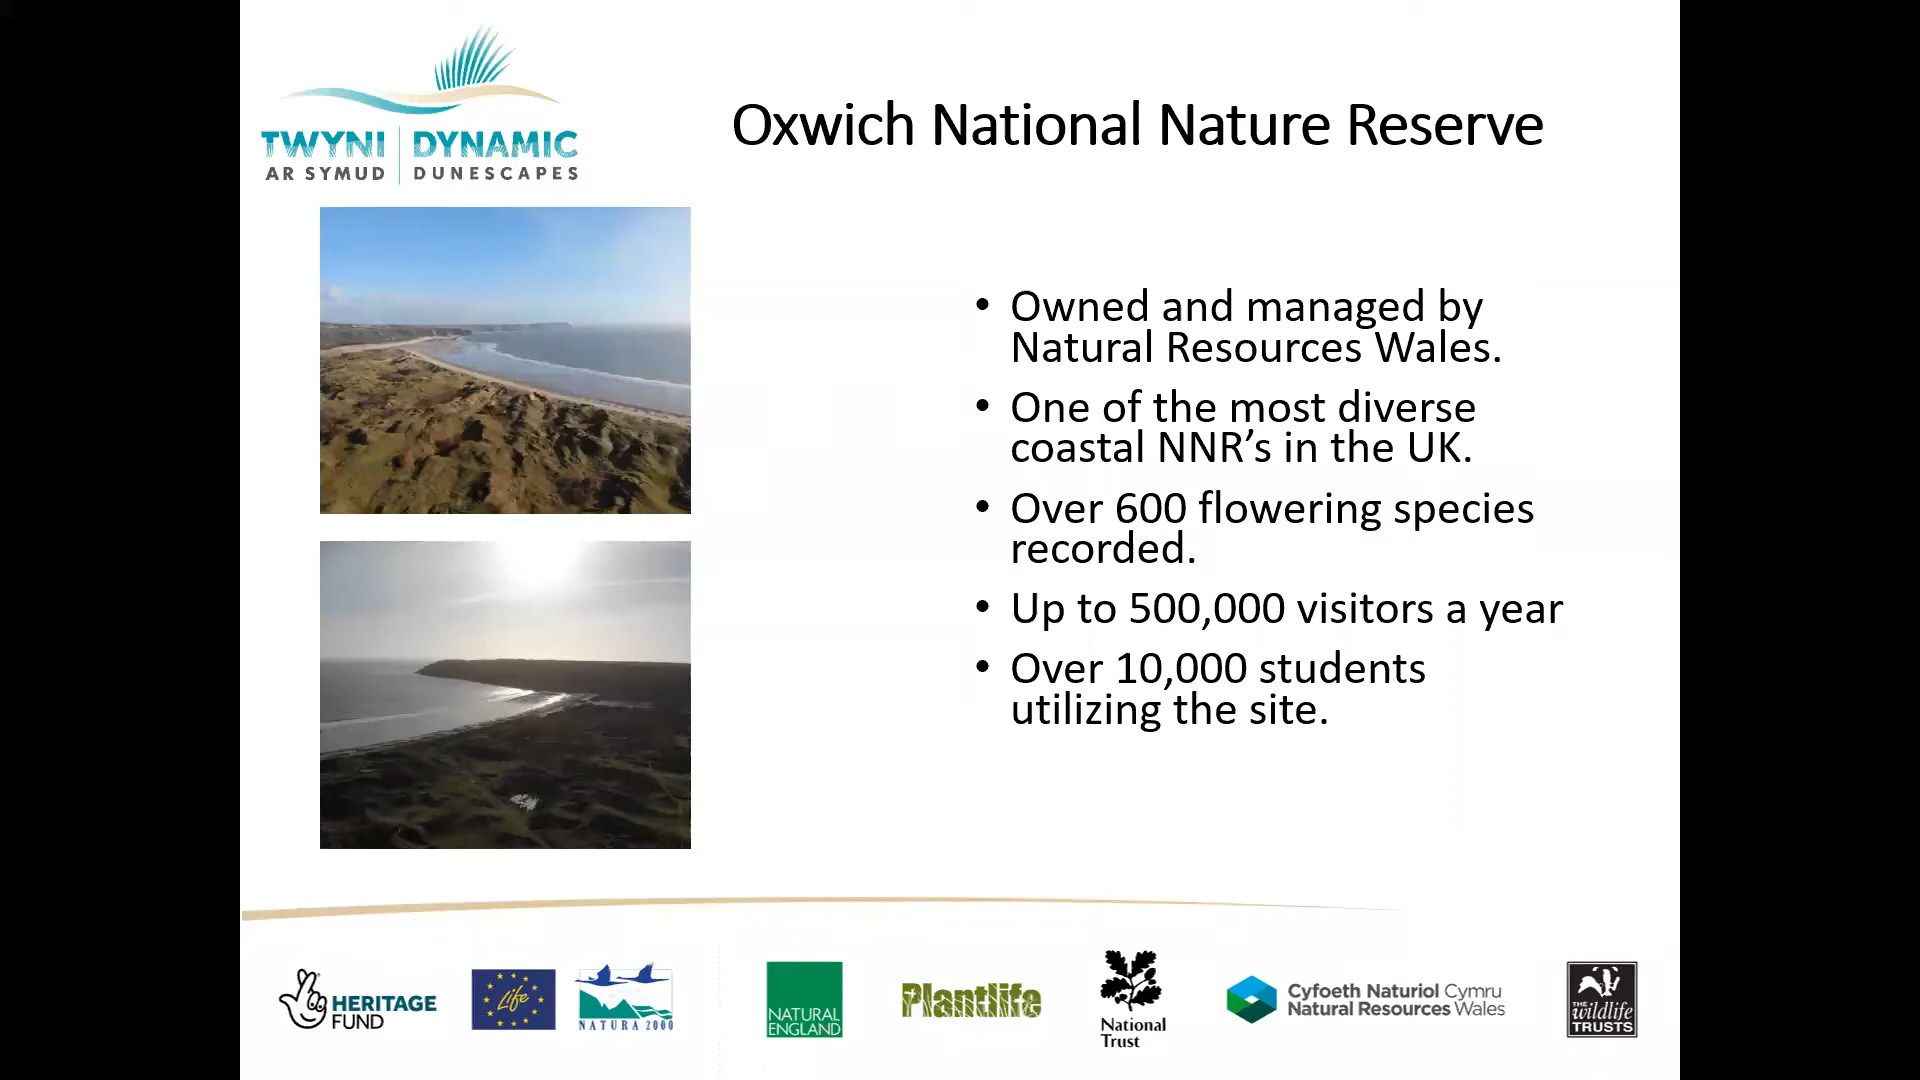 TWYNI DYNAMIC
AR SYMUD DUNESCAPES
Oxwich National Nature Reserve
• Owned and managed by
Natural Resources Wales.
• One of the most diverse
coastal NNR’s in the UK.
• Over 600 flowering species
recorded.
• Up to 500,000 visitors a year
• Over 10,000 students
utilizing the site.
HERITAGE
FUND
Life
NATURA 2000
NATURAL
ENGLAND
Plantlife
National
Trust
Cyfoeth Naturiol Cymru
Natural Resources Wales
THE
wildlife
TRUSTS